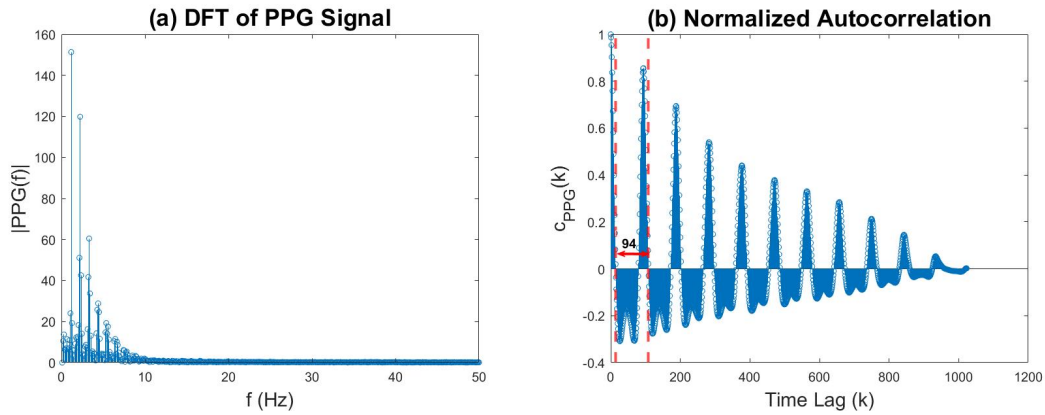 (a) DFT of PPG Signal
160
140
120
100
80
60
40
20
0
0 10 20 30 40 50
f (Hz)
|PPG(f)|
(b) Normalized Autocorrelation
1
0.8
0.6
0.4
0.2
0
-0.2
-0.4
94
0 200 400 600 800 1000 1200
Time Lag (k)
cPPG(k)